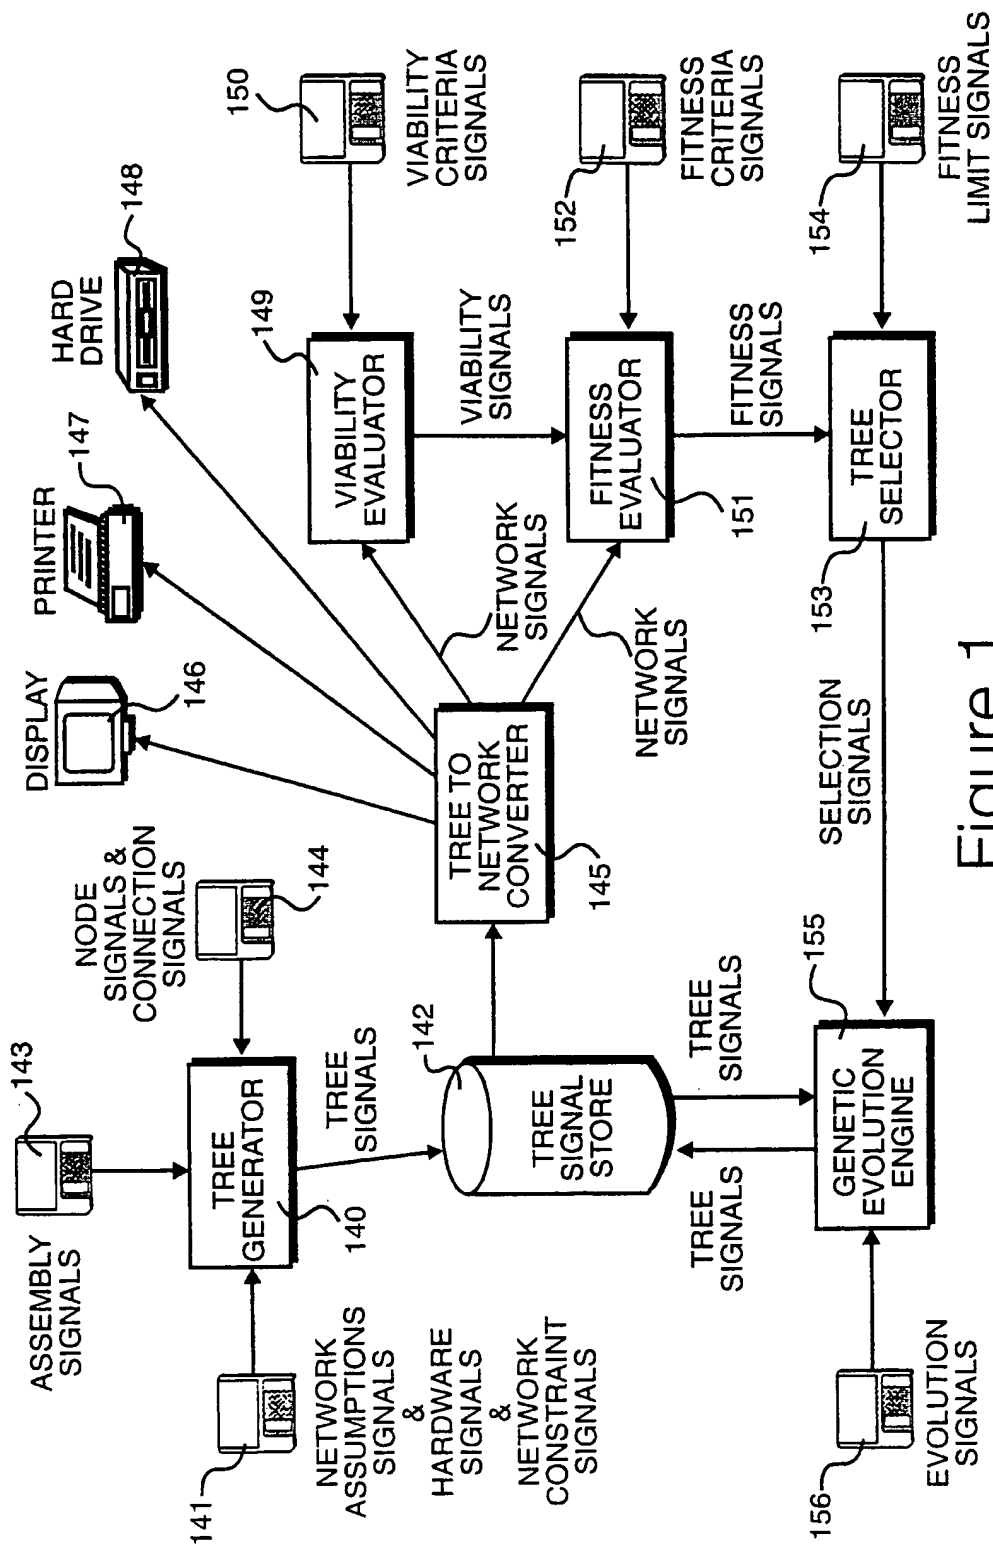 ASSEMBLY
SIGNALS
143
141
NETWORK
ASSUMPTIONS
SIGNALS
&
HARDWARE
SIGNALS
&
NETWORK
CONSTRAINT
SIGNALS
TREE
GENERATOR
140
NODE
SIGNALS &
CONNECTION
SIGNALS
144
TREE
SIGNALS
142
TREE
SIGNAL
STORE
TREE
SIGNALS
TREE
SIGNALS
GENETIC
EVOLUTION
ENGINE
155
156
EVOLUTION
SIGNALS
DISPLAY
146
PRINTER
147
HARD
DRIVE
148
TREE TO
NETWORK
CONVERTER
145
NETWORK
SIGNALS
NETWORK
SIGNALS
VIABILITY
EVALUATOR
149
150
VIABILITY
CRITERIA
SIGNALS
VIABILITY
SIGNALS
FITNESS
EVALUATOR
151
152
FITNESS
CRITERIA
SIGNALS
FITNESS
SIGNALS
TREE
SELECTOR
153
154
FITNESS
LIMIT SIGNALS
SELECTION
SIGNALS
Figure 1